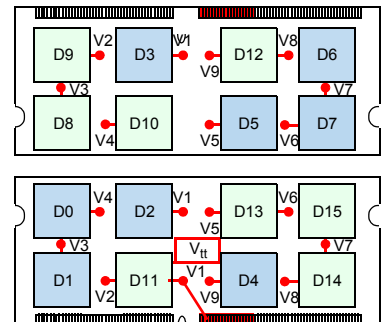 D9 V2 D3 V1 D12 V8 D6
V9
V3 V7
D8 V4 D10 V5 D5 V6 D7
D0 V4 D2 V1 D13 V6 D15
V5
V3 Vtt V7
D1 V2 D11 V1 D4 V8 D14
V9